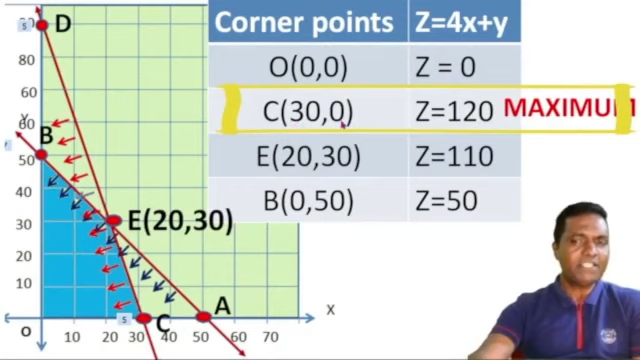 Corner points Z=4x+y
O(0,0) Z = 0
C(30,0) Z=120 MAXIMUM
E(20,30) Z=110
B(0,50) Z=50
D
S
80
60
60
Y
B
50
40
30
20
10
E(20,30)
A
C
S
X
O
10 20 30 40 50 60 70